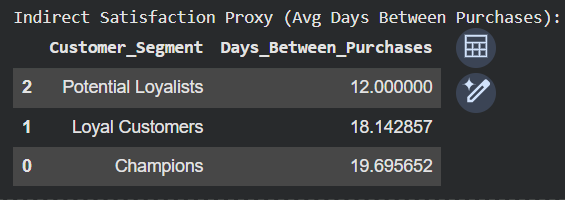 Indirect Satisfaction Proxy (Avg Days Between Purchases):
Customer_Segment Days_Between_Purchases
2 Potential Loyalists 12.000000
1 Loyal Customers 18.142857
0 Champions 19.695652